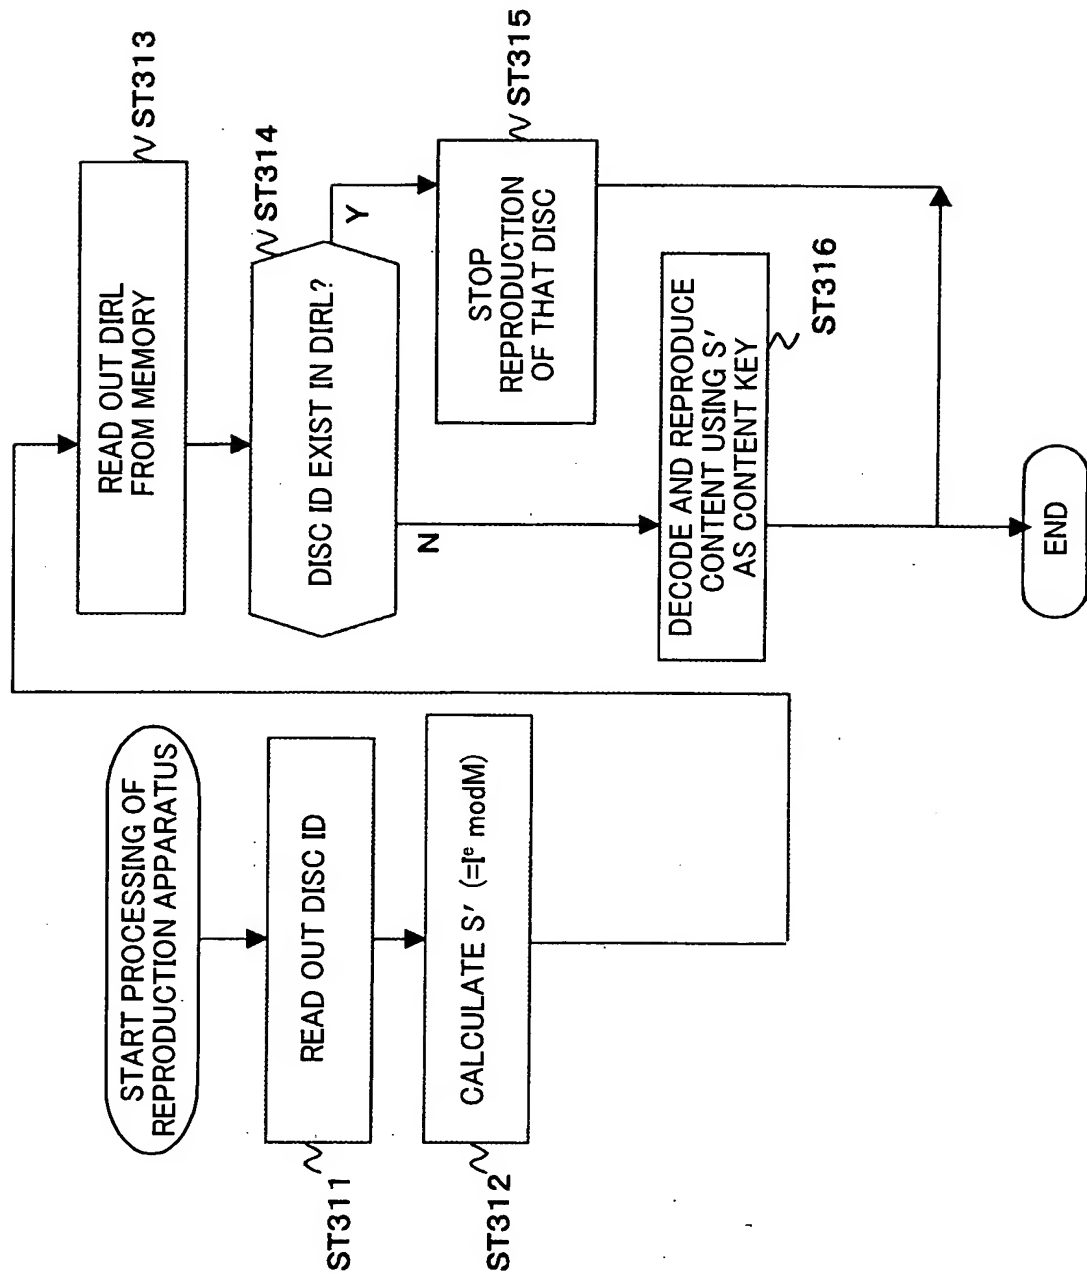 START PROCESSING OF
REPRODUCTION APPARATUS
READ OUT DISC ID
ST311
CALCULATE S′ (=Iᵉ modM)
ST312
READ OUT DIRL
FROM MEMORY
ST313
DISC ID EXIST IN DIRL?
ST314
Y
N
STOP
REPRODUCTION
OF THAT DISC
ST315
DECODE AND REPRODUCE
CONTENT USING S′
AS CONTENT KEY
ST316
END